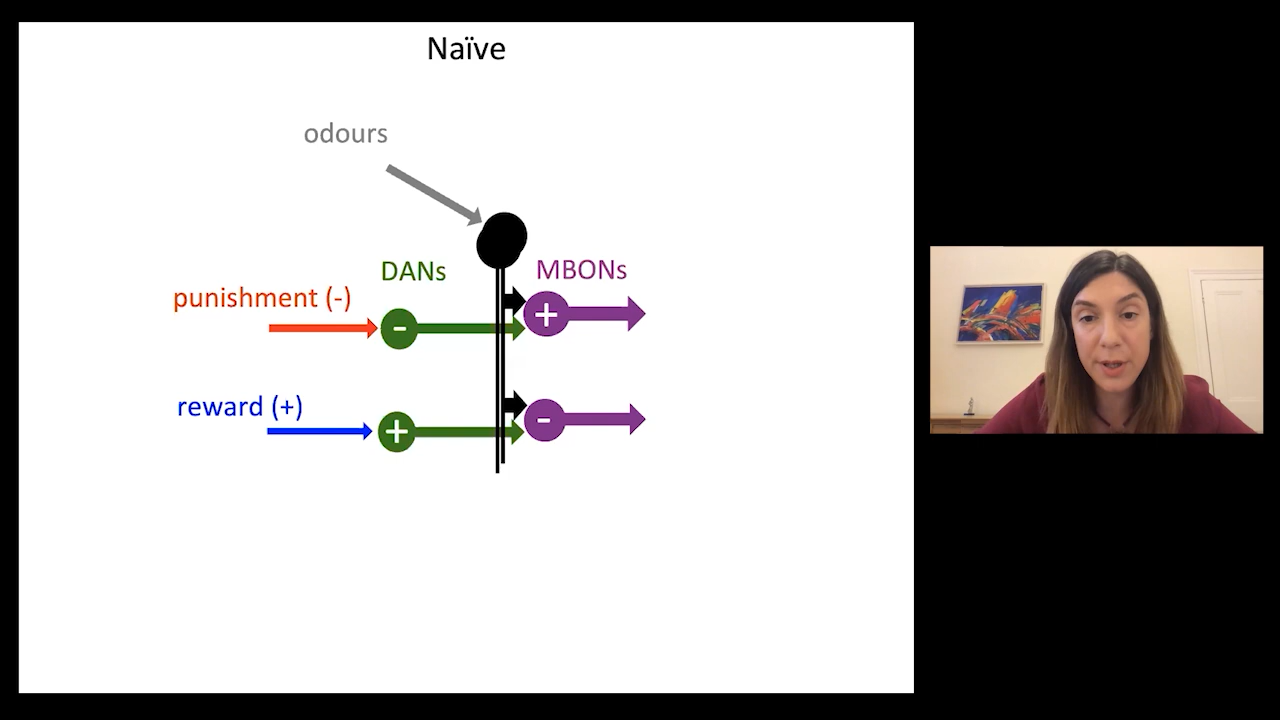 Naïve
odours
DANs
MBONs
punishment (-)
-
+
reward (+)
+
-